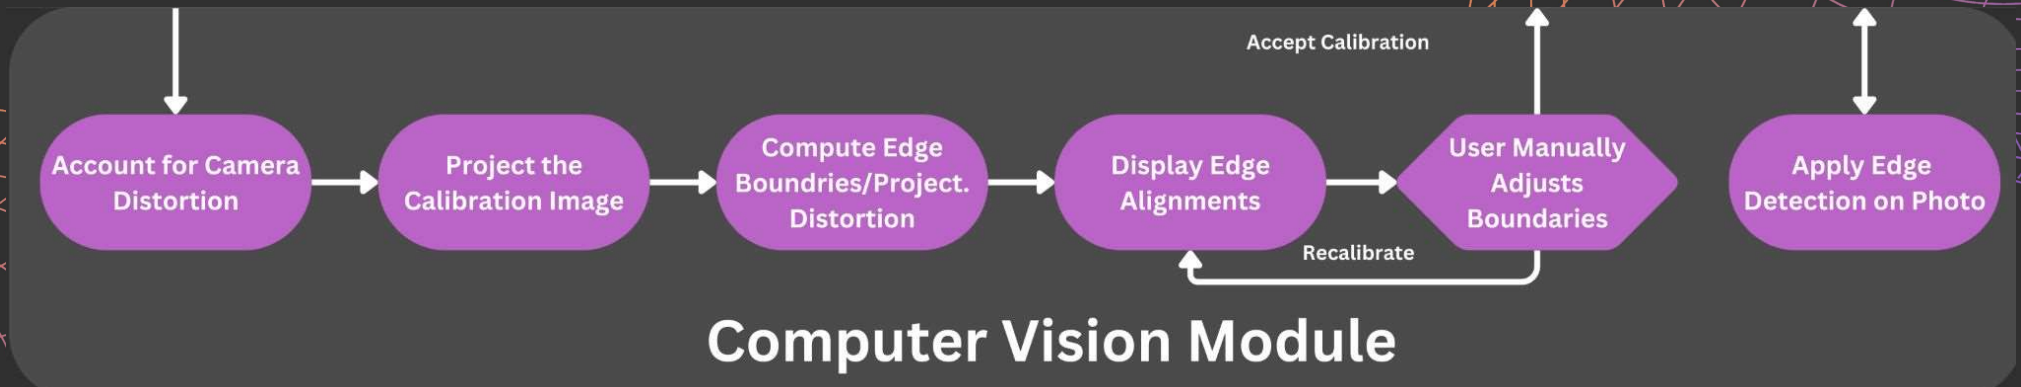 Accept Calibration
Account for Camera
Distortion
Project the
Calibration Image
Compute Edge
Boundries/Project.
Distortion
Display Edge
Alignments
User Manually
Adjusts
Boundaries
Apply Edge
Detection on Photo
Recalibrate
Computer Vision Module